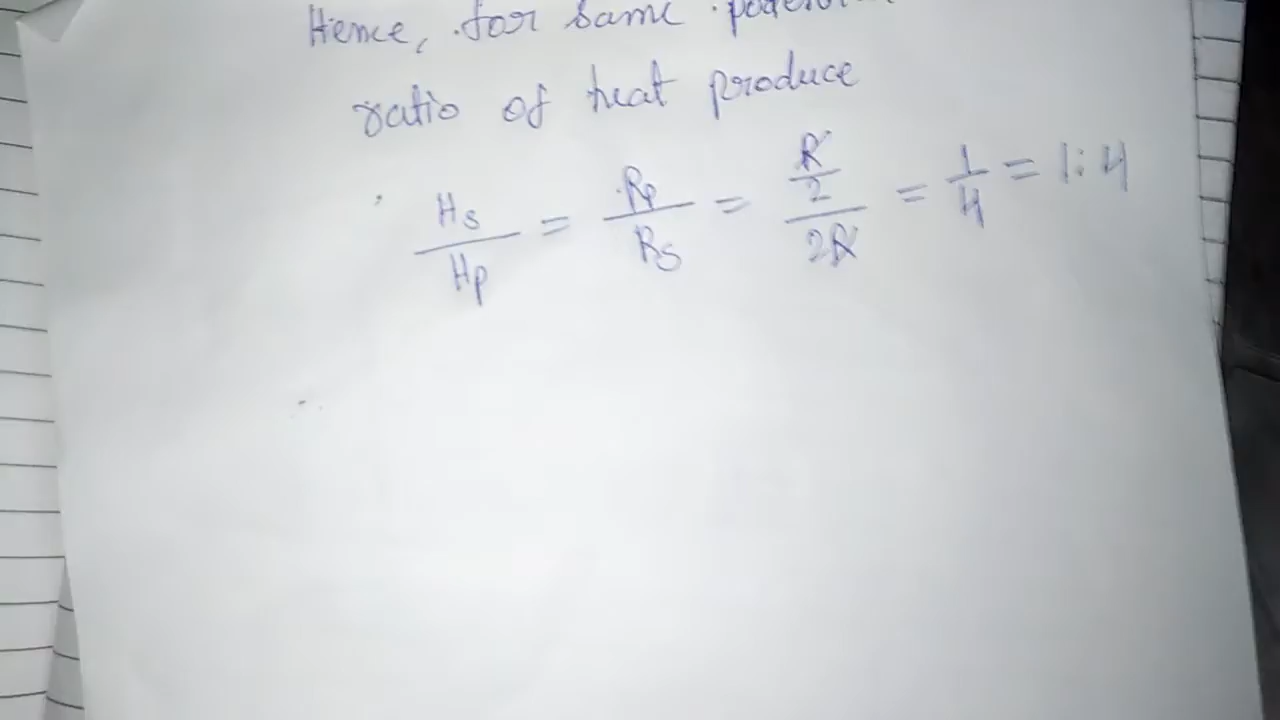 Hence, for same
ratio of heat produce
Hs/Hp = Rp/Rs = (R/2)/2R = 1/4 = 1:4